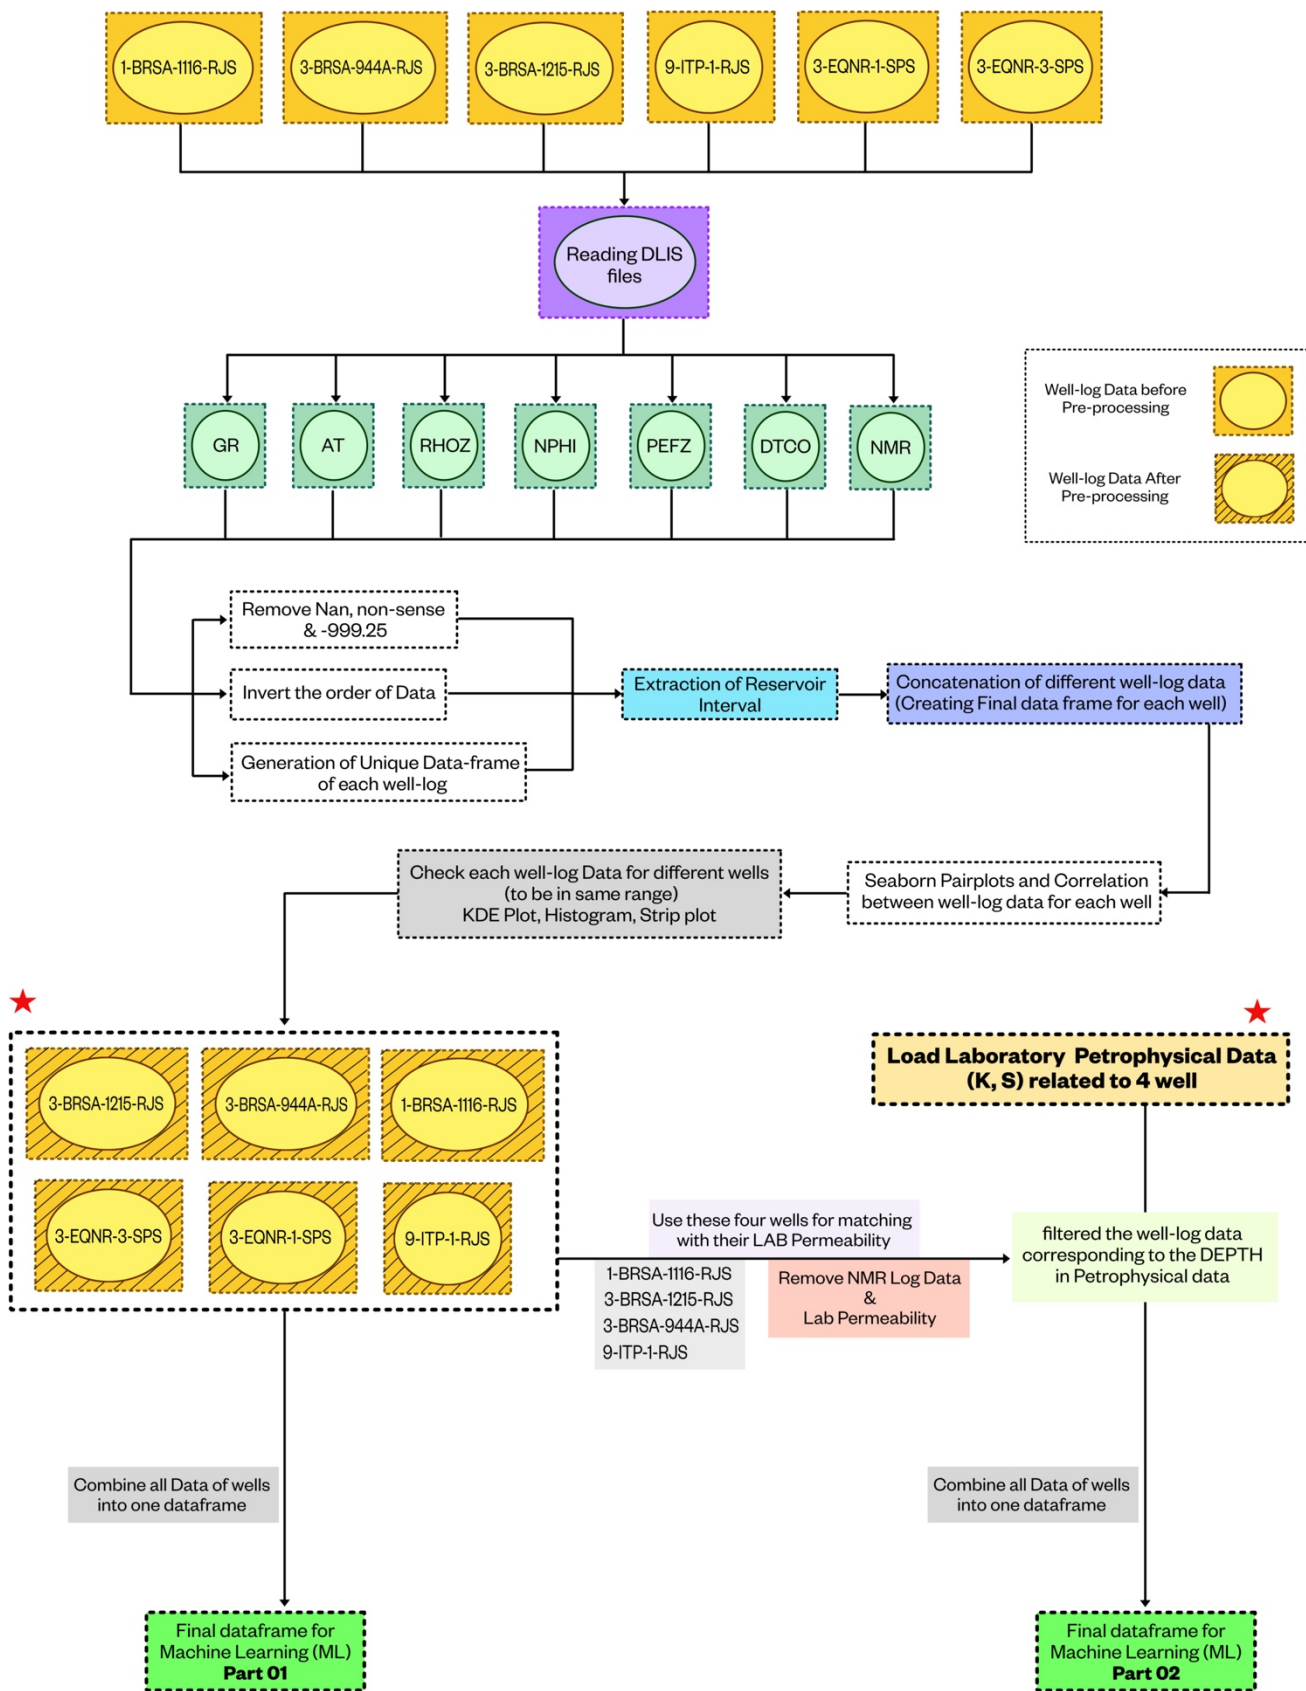 1-BRSA-1116-RJS
3-BRSA-944A-RJS
3-BRSA-1215-RJS
9-ITP-1-RJS
3-EQNR-1-SPS
3-EQNR-3-SPS
Reading DLIS
files
GR
AT
RHOZ
NPHI
PEFZ
DTCO
NMR
Well-log Data before
Pre-processing
Well-log Data After
Pre-processing
Remove Nan, non-sense
& -999.25
Invert the order of Data
Generation of Unique Data-frame
of each well-log
Extraction of Reservoir
Interval
Concatenation of different well-log data
(Creating Final data frame for each well)
Seaborn Pairplots and Correlation
between well-log data for each well
Check each well-log Data for different wells
(to be in same range)
KDE Plot, Histogram, Strip plot
3-BRSA-1215-RJS
3-BRSA-944A-RJS
1-BRSA-1116-RJS
3-EQNR-3-SPS
3-EQNR-1-SPS
9-ITP-1-RJS
Load Laboratory Petrophysical Data
(K, S) related to 4 well
Use these four wells for matching
with their LAB Permeability
1-BRSA-1116-RJS
3-BRSA-1215-RJS
3-BRSA-944A-RJS
9-ITP-1-RJS
Remove NMR Log Data
&
Lab Permeability
filtered the well-log data
corresponding to the DEPTH
in Petrophysical data
Combine all Data of wells
into one dataframe
Combine all Data of wells
into one dataframe
Final dataframe for
Machine Learning (ML)
Part 01
Final dataframe for
Machine Learning (ML)
Part 02